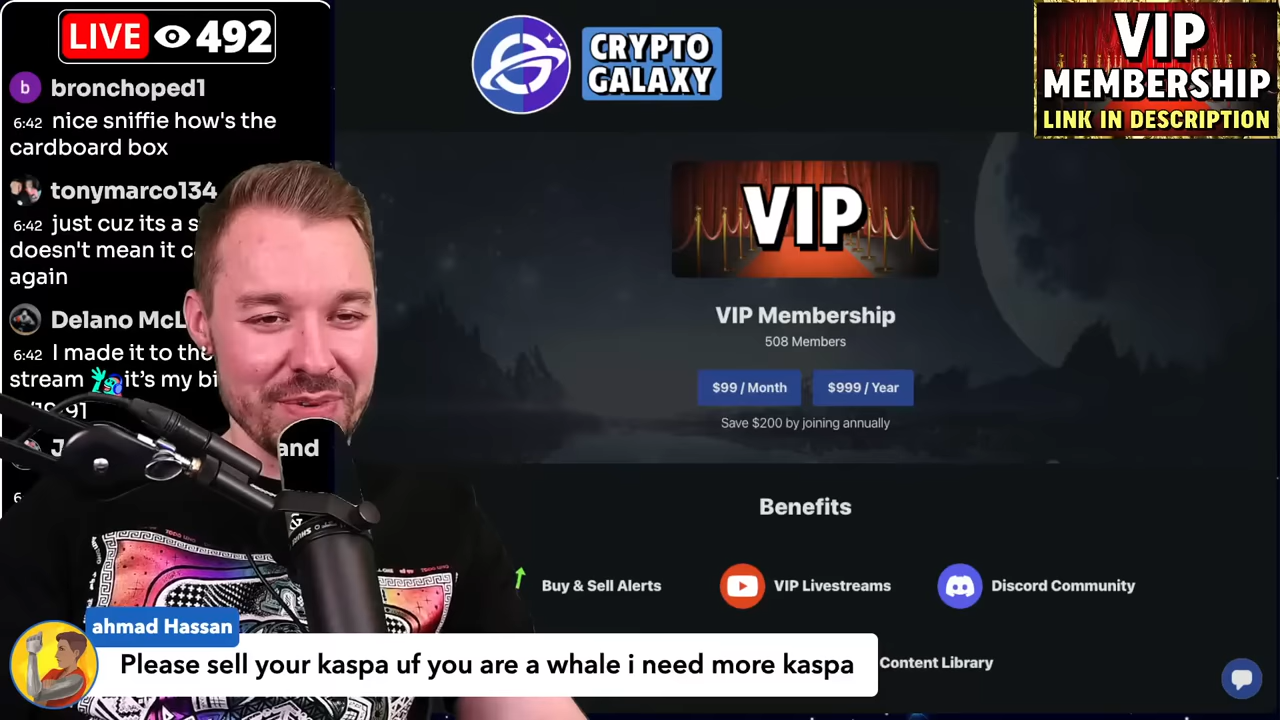 LIVE 492
bronchoped1
6:42 nice sniffie how's the
cardboard box
tonymarco134
6:42 just cuz its a
doesn't mean it
again
Delano McL
6:42 I made it to the
stream it's my
and
CRYPTO
GALAXY
VIP
MEMBERSHIP
LINK IN DESCRIPTION
VIP
VIP Membership
508 Members
$99 / Month $999 / Year
Save $200 by joining annually
Benefits
Buy & Sell Alerts VIP Livestreams Discord Community
Content Library
ahmad Hassan
Please sell your kaspa uf you are a whale i need more kaspa